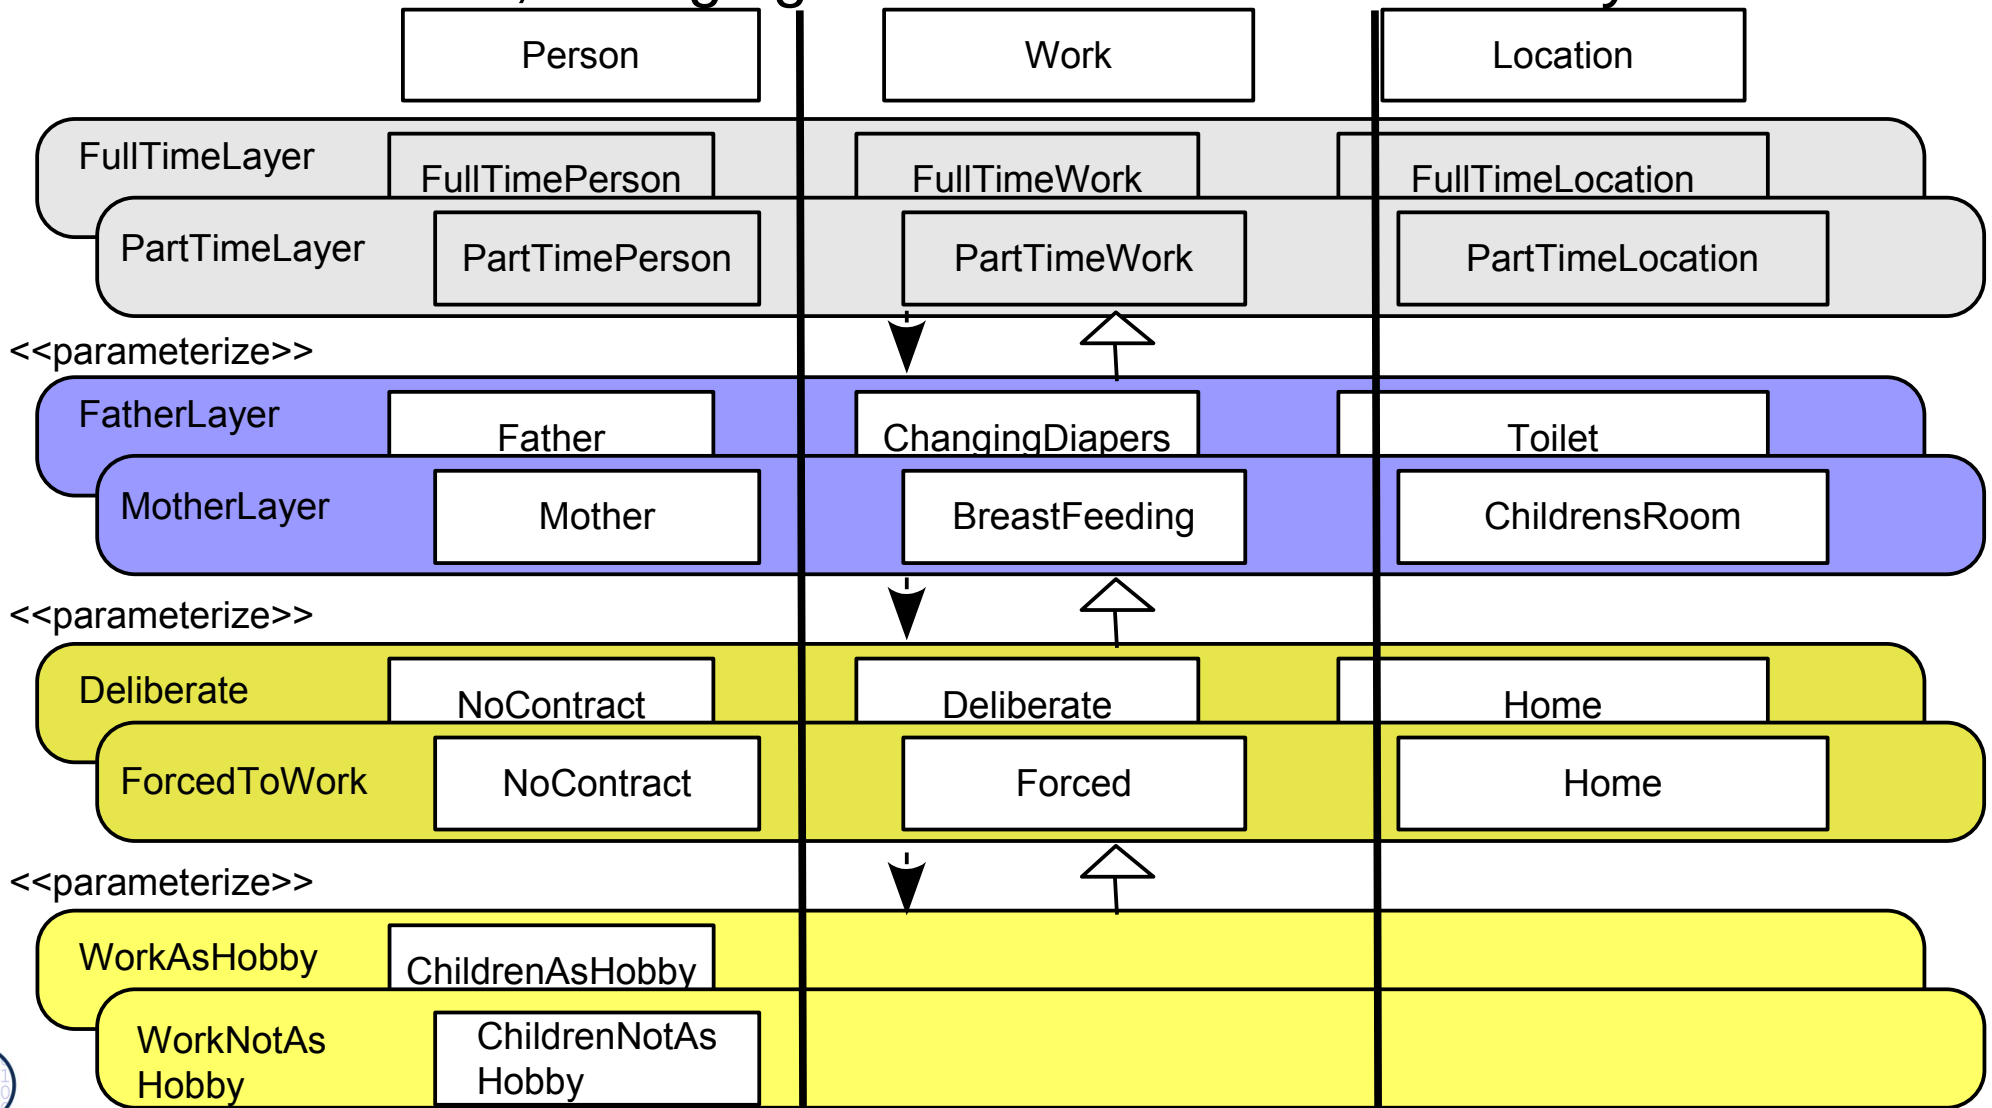 Person
Work
Location
FullTimeLayer
FullTimePerson
FullTimeWork
FullTimeLocation
PartTimeLayer
PartTimePerson
PartTimeWork
PartTimeLocation
<<parameterize>>
FatherLayer
Father
ChangingDiapers
Toilet
MotherLayer
Mother
BreastFeeding
ChildrensRoom
<<parameterize>>
Deliberate
NoContract
Deliberate
Home
ForcedToWork
NoContract
Forced
Home
<<parameterize>>
WorkAsHobby
ChildrenAsHobby
WorkNotAs
Hobby
ChildrenNotAs
Hobby